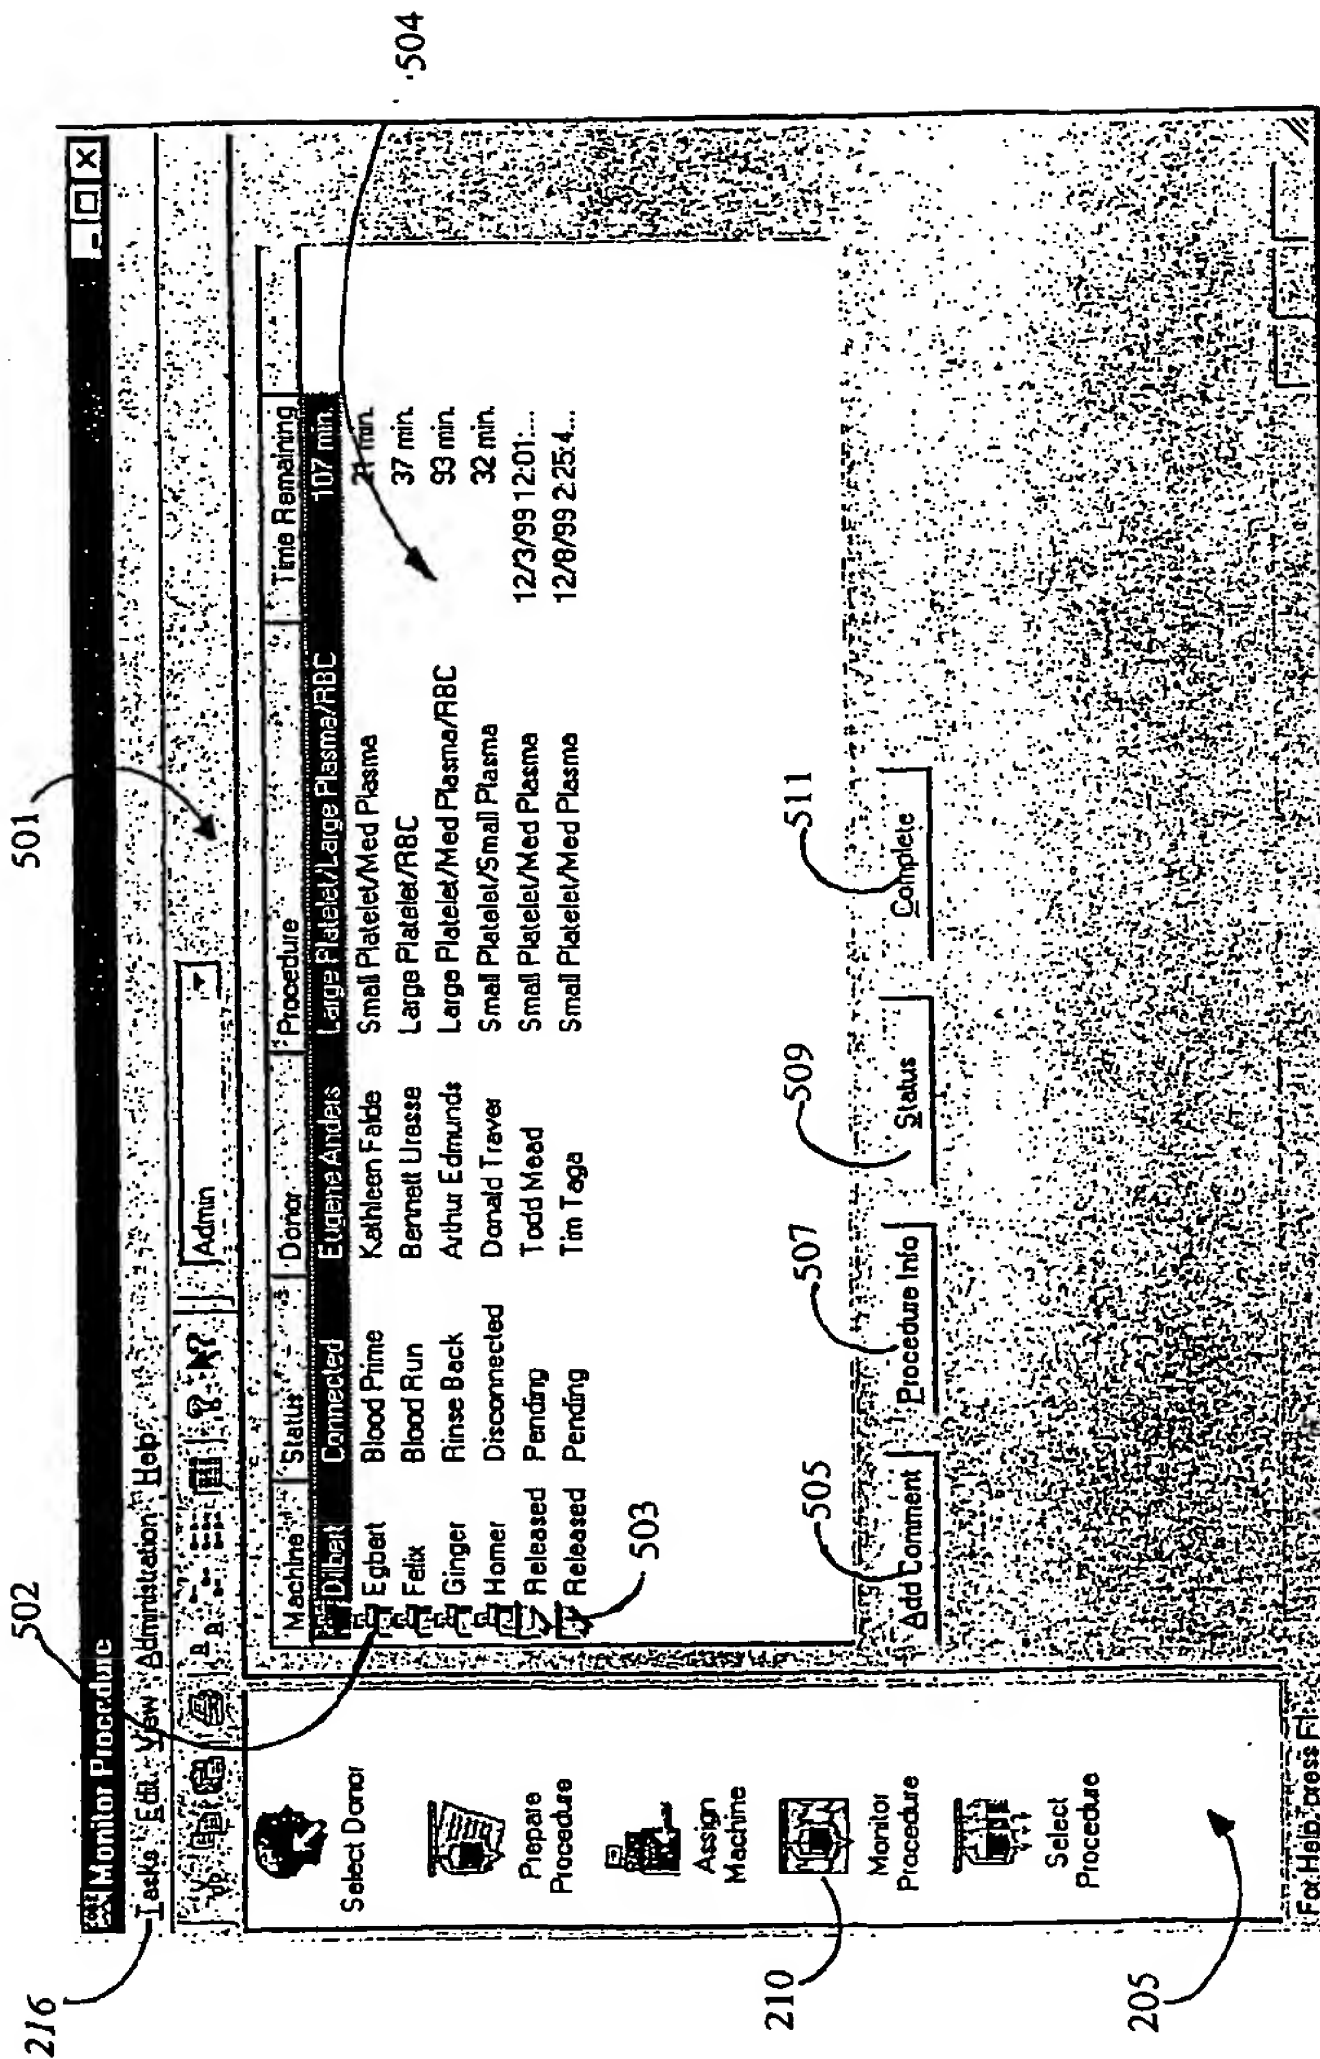 501
502
504
216
Monitor Procedure
Tasks Edit View Administration Help
Admin
Machine Status Donor Procedure Time Remaining
Dilbert Connected Eugene Anders Large Platelet/Large Plasma/RBC 107 min.
Egbert Blood Prime Kathleen Falde Small Platelet/Med Plasma 21 min.
Felix Blood Run Bennett Uresse Large Platelet/RBC 37 min.
Ginger Rinse Back Arthur Edmunds Large Platelet/Med Plasma/RBC 93 min.
Homer Disconnected Donald Traver Small Platelet/Small Plasma 32 min.
Released Pending Todd Mead Small Platelet/Med Plasma 12/3/99 12:01:...
Released Pending Tim Taga Small Platelet/Med Plasma 12/8/99 2:25:4...
503
Select Donor
Prepare
Procedure
Assign
Machine
210
Monitor
Procedure
Select
Procedure
205
505
507
509
511
Add Comment Procedure Info Status Complete
For Help, press F1